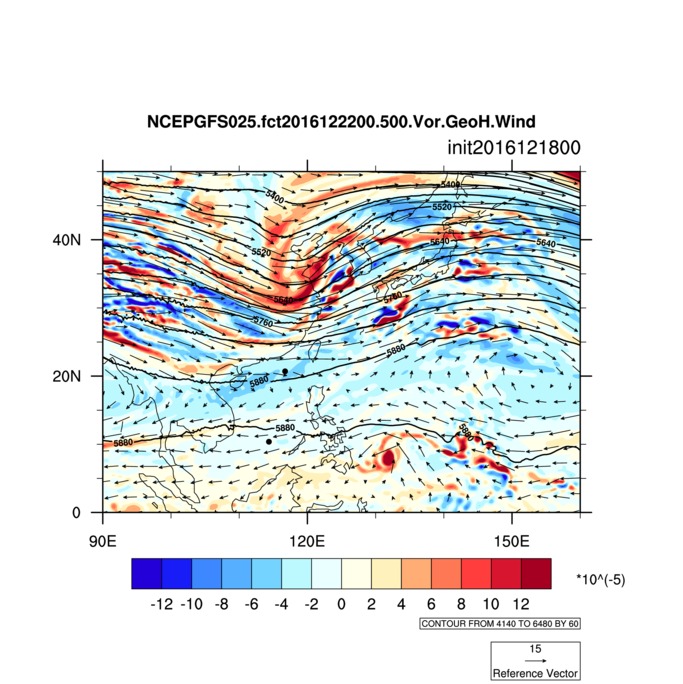 NCEPGFS025.fct2016122200.500.Vor.GeoH.Wind
init2016121800
5400
5400
5520
5520
5640
5640
40N
5640
5760
5760
5880
20N
5880
5880
5880
5880
0
90E 120E 150E
-12 -10 -8 -6 -4 -2 0 2 4 6 8 10 12
*10^(-5)
CONTOUR FROM 4140 TO 6480 BY 60
15
Reference Vector